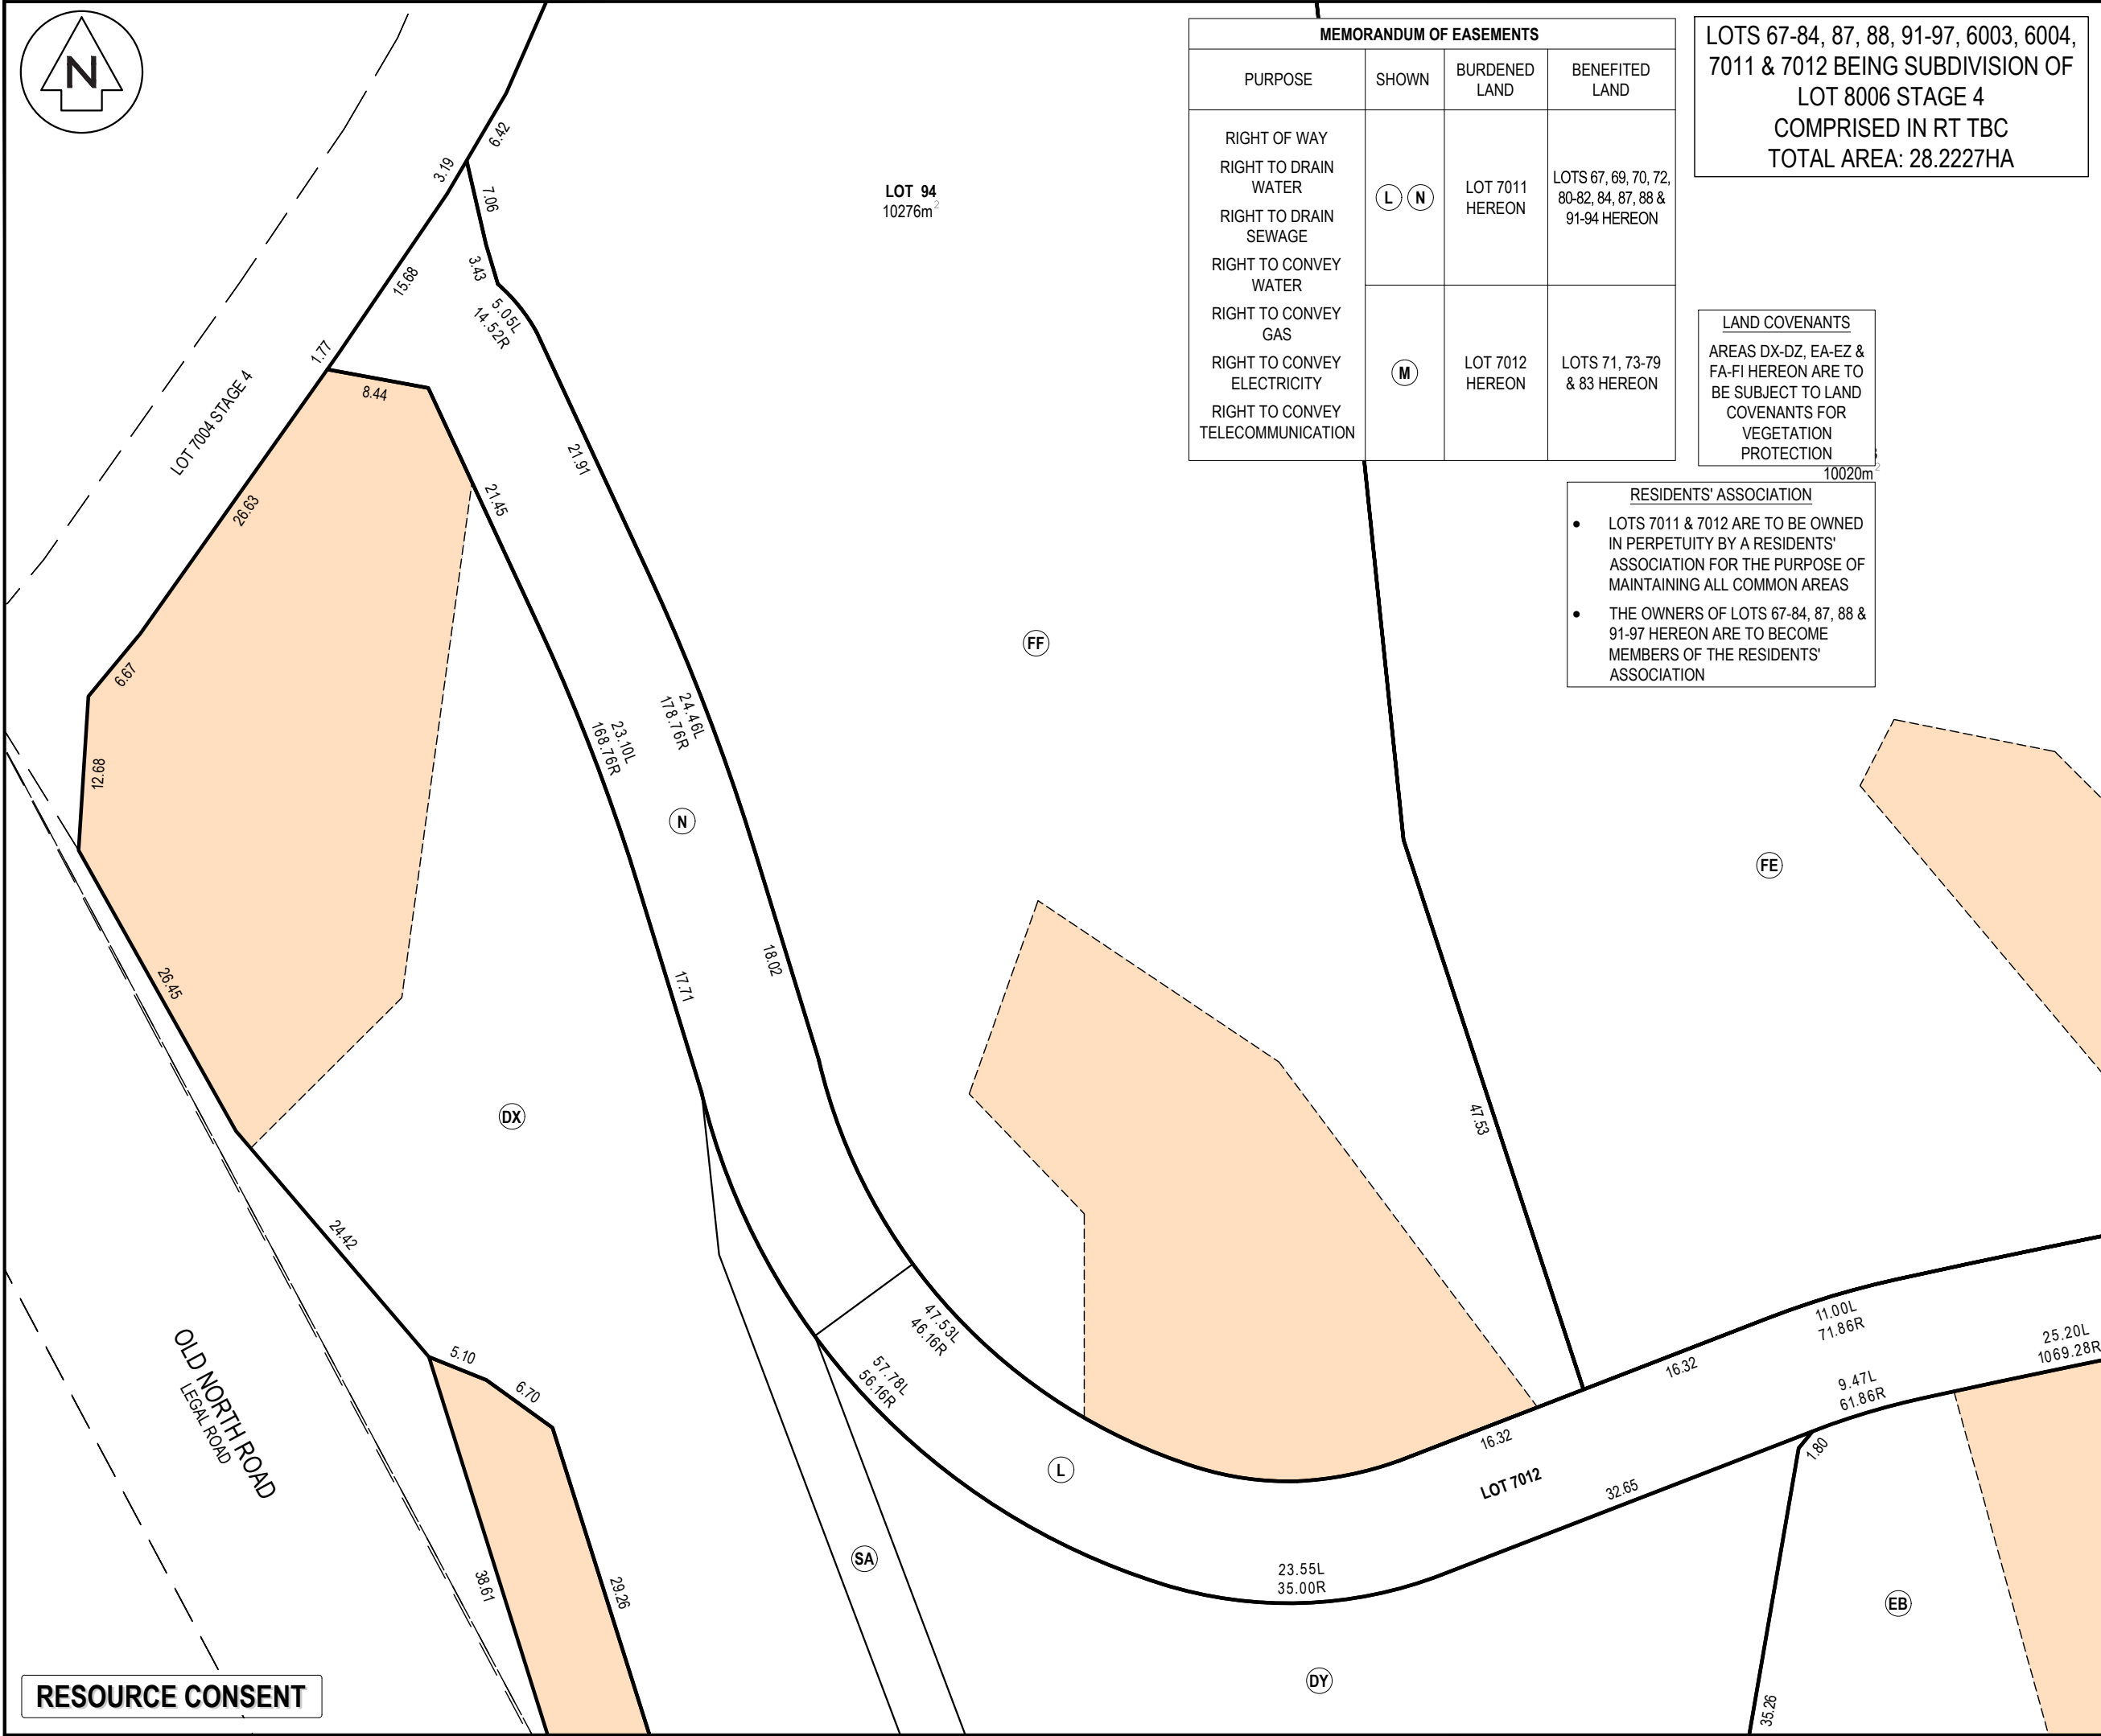 N
MEMORANDUM OF EASEMENTS
PURPOSE
SHOWN
BURDENED
LAND
BENEFITED
LAND
RIGHT OF WAY
RIGHT TO DRAIN
WATER
RIGHT TO DRAIN
SEWAGE
RIGHT TO CONVEY
WATER
RIGHT TO CONVEY
GAS
RIGHT TO CONVEY
ELECTRICITY
RIGHT TO CONVEY
TELECOMMUNICATION
L N
LOT 7011
HEREON
LOTS 67, 69, 70, 72,
80-82, 84, 87, 88 &
91-94 HEREON
M
LOT 7012
HEREON
LOTS 71, 73-79
& 83 HEREON
LOTS 67-84, 87, 88, 91-97, 6003, 6004,
7011 & 7012 BEING SUBDIVISION OF
LOT 8006 STAGE 4
COMPRISED IN RT TBC
TOTAL AREA: 28.2227HA
LAND COVENANTS
AREAS DX-DZ, EA-EZ &
FA-FI HEREON ARE TO
BE SUBJECT TO LAND
COVENANTS FOR
VEGETATION
PROTECTION
10020m2
RESIDENTS' ASSOCIATION
• LOTS 7011 & 7012 ARE TO BE OWNED
IN PERPETUITY BY A RESIDENTS'
ASSOCIATION FOR THE PURPOSE OF
MAINTAINING ALL COMMON AREAS
• THE OWNERS OF LOTS 67-84, 87, 88 &
91-97 HEREON ARE TO BECOME
MEMBERS OF THE RESIDENTS'
ASSOCIATION
LOT 94
10276m2
6.42
3.19
7.06
3.43
15.68
5.05L
14.52R
1.77
8.44
LOT 7004 STAGE 4
21.91
21.45
26.63
FF
6.67
24.46L
178.76R
23.10L
168.76R
12.68
N
FE
18.02
17.71
26.45
DX
47.53
24.42
47.53L
46.16R
57.78L
56.16R
11.00L
71.86R
25.20L
1069.28R
16.32
9.47L
61.86R
5.10
6.70
OLD NORTH ROAD
LEGAL ROAD
16.32
1.80
L
LOT 7012
32.65
SA
38.61
29.26
23.55L
35.00R
EB
DY
35.26
RESOURCE CONSENT